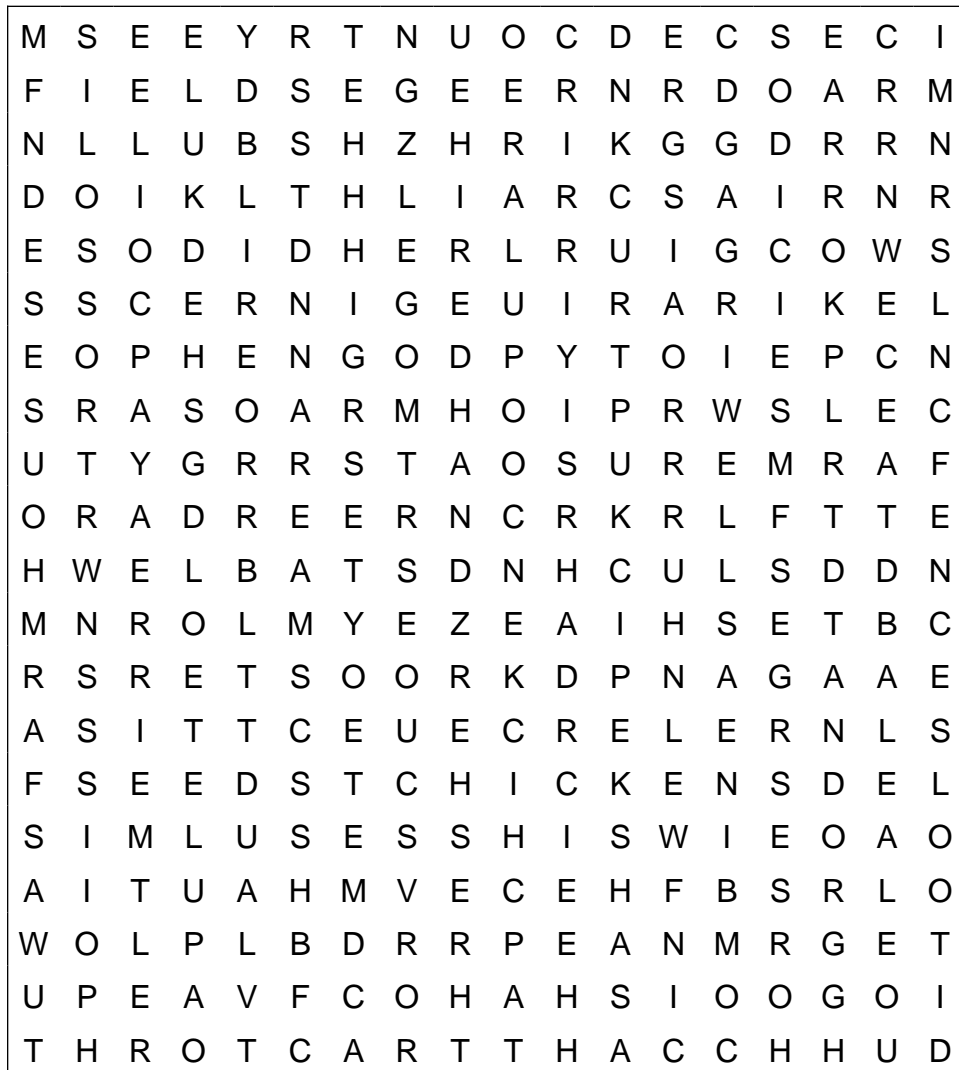 M S E E Y R T N U O C D E C S E C I
F I E L D S E G E E R N R D O A R M
N L L U B S H Z H R I K G G D R R N
D O I K L T H L I A R C S A I R N R
E S O D I D H E R L R U I G C O W S
S S C E R N I G E U I R A R I K E L
E O P H E N G O D P Y T O I E P C N
S R A S O A R M H O I P R W S L E C
U T Y G R R S T A O S U R E M R A F
O R A D R E E R N C R K R L F T T E
H W E L B A T S D N H C U L S D D N
M N R O L M Y E Z E A I H S E T B C
R S R E T S O O R K D P N A G A A E
A S I T T C E U E C R E L E R N L S
F S E E D S T C H I C K E N S D E L
S I M L U S E S S H I S W I E O A O
A I T U A H M V E C E H F B S R L O
W O L P L B D R R P E A N M R G E T
U P E A V F C O H A H S I O O G O I
T H R O T C A R T T H A C C H H U D